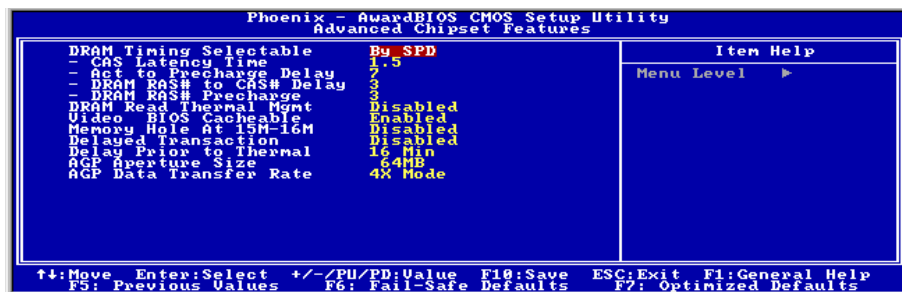 Phoenix - AwardBIOS CMOS Setup Utility
Advanced Chipset Features
DRAM Timing Selectable By SPD
- CAS Latency Time 1.5
- Act to Precharge Delay 7
- DRAM RAS# to CAS# Delay 3
- DRAM RAS# Precharge 3
DRAM Read Thermal Mgmt Disabled
Video BIOS Cacheable Enabled
Memory Hole At 15M-16M Disabled
Delayed Transaction Disabled
Delay Prior to Thermal 16 Min
AGP Aperture Size 64MB
AGP Data Transfer Rate 4X Mode
Item Help
Menu Level ▶
↑↓:Move Enter:Select +/-/PU/PD:Value F10:Save ESC:Exit F1:General Help
F5: Previous Values F6: Fail-Safe Defaults F7: Optimized Defaults